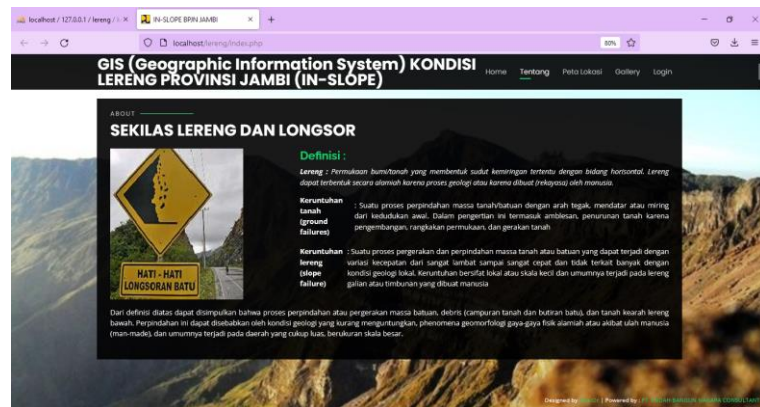 localhost / 127.0.0.1 / lereng / l
IN-SLOPE BPJN JAMBI
localhost/lereng/index.php
80%
GIS (Geographic Information System) KONDISI
LERENG PROVINSI JAMBI (IN-SLOPE)
Home Tentang Peta Lokasi Gallery Login
ABOUT
SEKILAS LERENG DAN LONGSOR
HATI - HATI
LONGSORAN BATU
Definisi :
Lereng : Permukaan bumi/tanah yang membentuk sudut kemiringan tertentu dengan bidang horisontal. Lereng
dapat terbentuk secara alamiah karena proses geologi atau karena dibuat (rekayasa) oleh manusia.
Keruntuhan
tanah
(ground
failures)
: Suatu proses perpindahan massa tanah/batuan dengan arah tegak, mendatar atau miring
dari kedudukan awal. Dalam pengertian ini termasuk amblesan, penurunan tanah karena
pengembangan, rangkakan permukaan, dan gerakan tanah
Keruntuhan
lereng
(slope
failure)
: Suatu proses pergerakan dan perpindahan massa tanah atau batuan yang dapat terjadi dengan
variasi kecepatan dari sangat lambat sampai sangat cepat dan tidak terkait banyak dengan
kondisi geologi lokal. Keruntuhan bersifat lokal atau skala kecil dan umumnya terjadi pada lereng
galian atau timbunan yang dibuat manusia
Dari definisi diatas dapat disimpulkan bahwa proses perpindahan atau pergerakan massa batuan, debris (campuran tanah dan butiran batu), dan tanah kearah lereng
bawah. Perpindahan ini dapat disebabkan oleh kondisi geologi yang kurang menguntungkan, phenomena geomorfologi gaya-gaya fisik alamiah atau akibat ulah manusia
(man-made), dan umumnya terjadi pada daerah yang cukup luas, berukuran skala besar.
Designed by | Powered by CONSULTANT